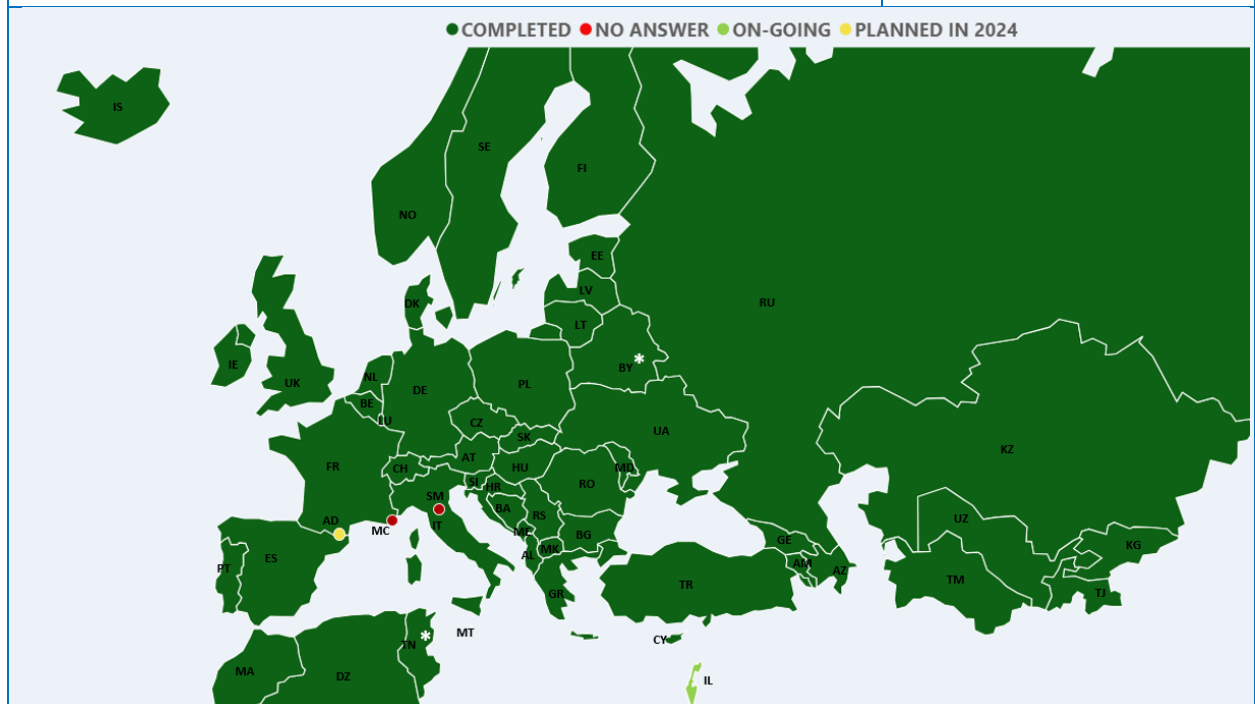 COMPLETED NO ANSWER ON-GOING PLANNED IN 2024
IS
SE
FI
NO
EE
LV
DK
RU
LT
IE
BY *
NL
UK
DE
PL
BE
LU
CZ
UA
SK
KZ
AT
FR
CH
HU
MD
SI
RO
HR
SM
BA
RS
AD
UZ
MC
IT
ME
BG
GE
KG
MK
AL
ES
AM
PT
AZ
TM
TR
GR
TJ
MT
TN *
CY
MA
DZ
IL